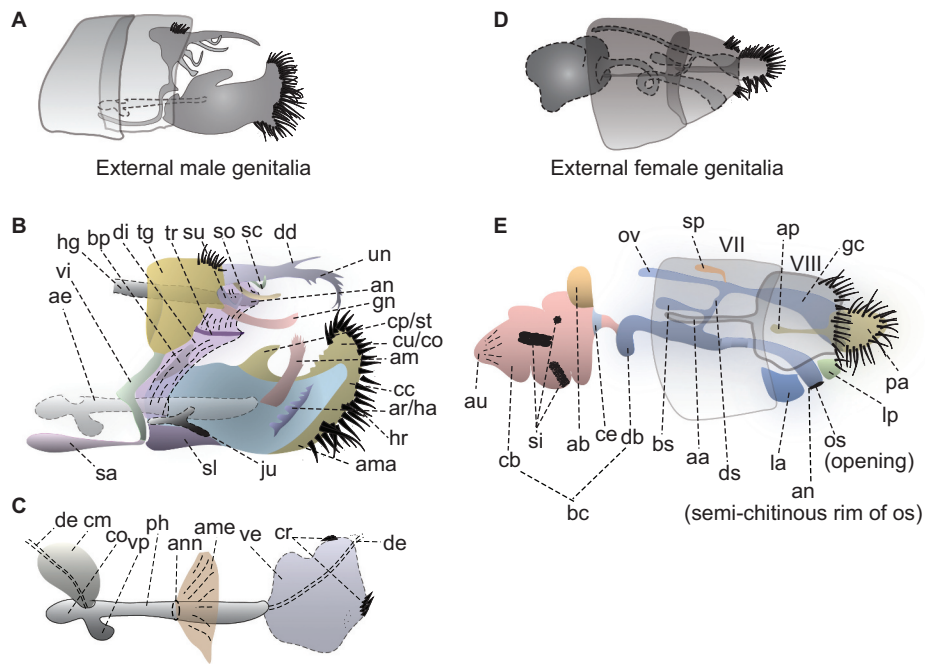 A
External male genitalia
D
External female genitalia
B
hg bp di tg tr su so sc dd
un
vi
ae
an
gn
cp/st
cu/co
am
cc
ar/ha
hr
ama
sa
sl
ju
C
de cm co vp ph ann ame ve cr de
E
ov sp VII ap VIII gc
au
cb
si
ab
ce
db
bs
aa
ds
la
os
(opening)
lp
pa
bc
an
(semi-chitinous rim of os)